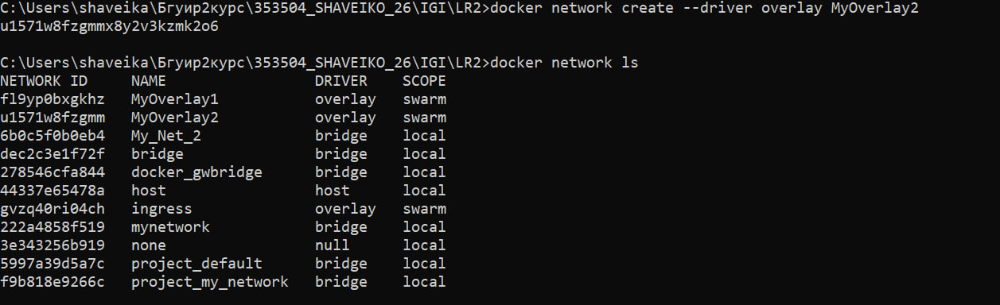 C:\Users\shaveika\Бгуир2курс\353504_SHAVEIKO_26\IGI\LR2>docker network create --driver overlay MyOverlay2
u1571w8fzgmmx8y2v3kzmk2o6
C:\Users\shaveika\Бгуир2курс\353504_SHAVEIKO_26\IGI\LR2>docker network ls
NETWORK ID     NAME                 DRIVER    SCOPE
fl9yp0bxgkhz   MyOverlay1           overlay   swarm
u1571w8fzgmm   MyOverlay2           overlay   swarm
6b0c5f0b0eb4   My_Net_2             bridge    local
dec2c3e1f72f   bridge               bridge    local
278546cfa844   docker_gwbridge      bridge    local
44337e65478a   host                 host      local
gvzq40ri04ch   ingress              overlay   swarm
222a4858f519   mynetwork            bridge    local
3e343256b919   none                 null      local
5997a39d5a7c   project_default      bridge    local
f9b818e9266c   project_my_network   bridge    local